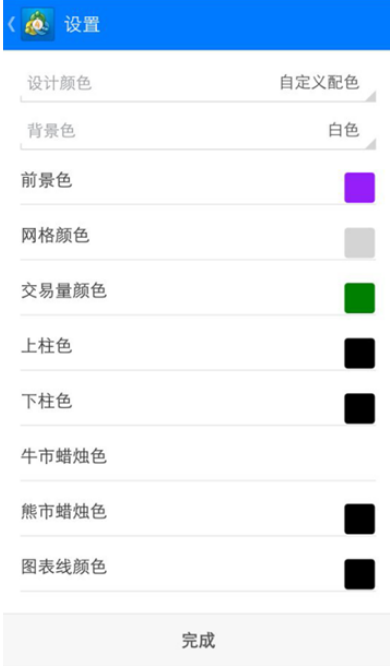 设置
设计颜色 自定义配色
背景色 白色
前景色
网格颜色
交易量颜色
上柱色
下柱色
牛市蜡烛色
熊市蜡烛色
图表线颜色
完成